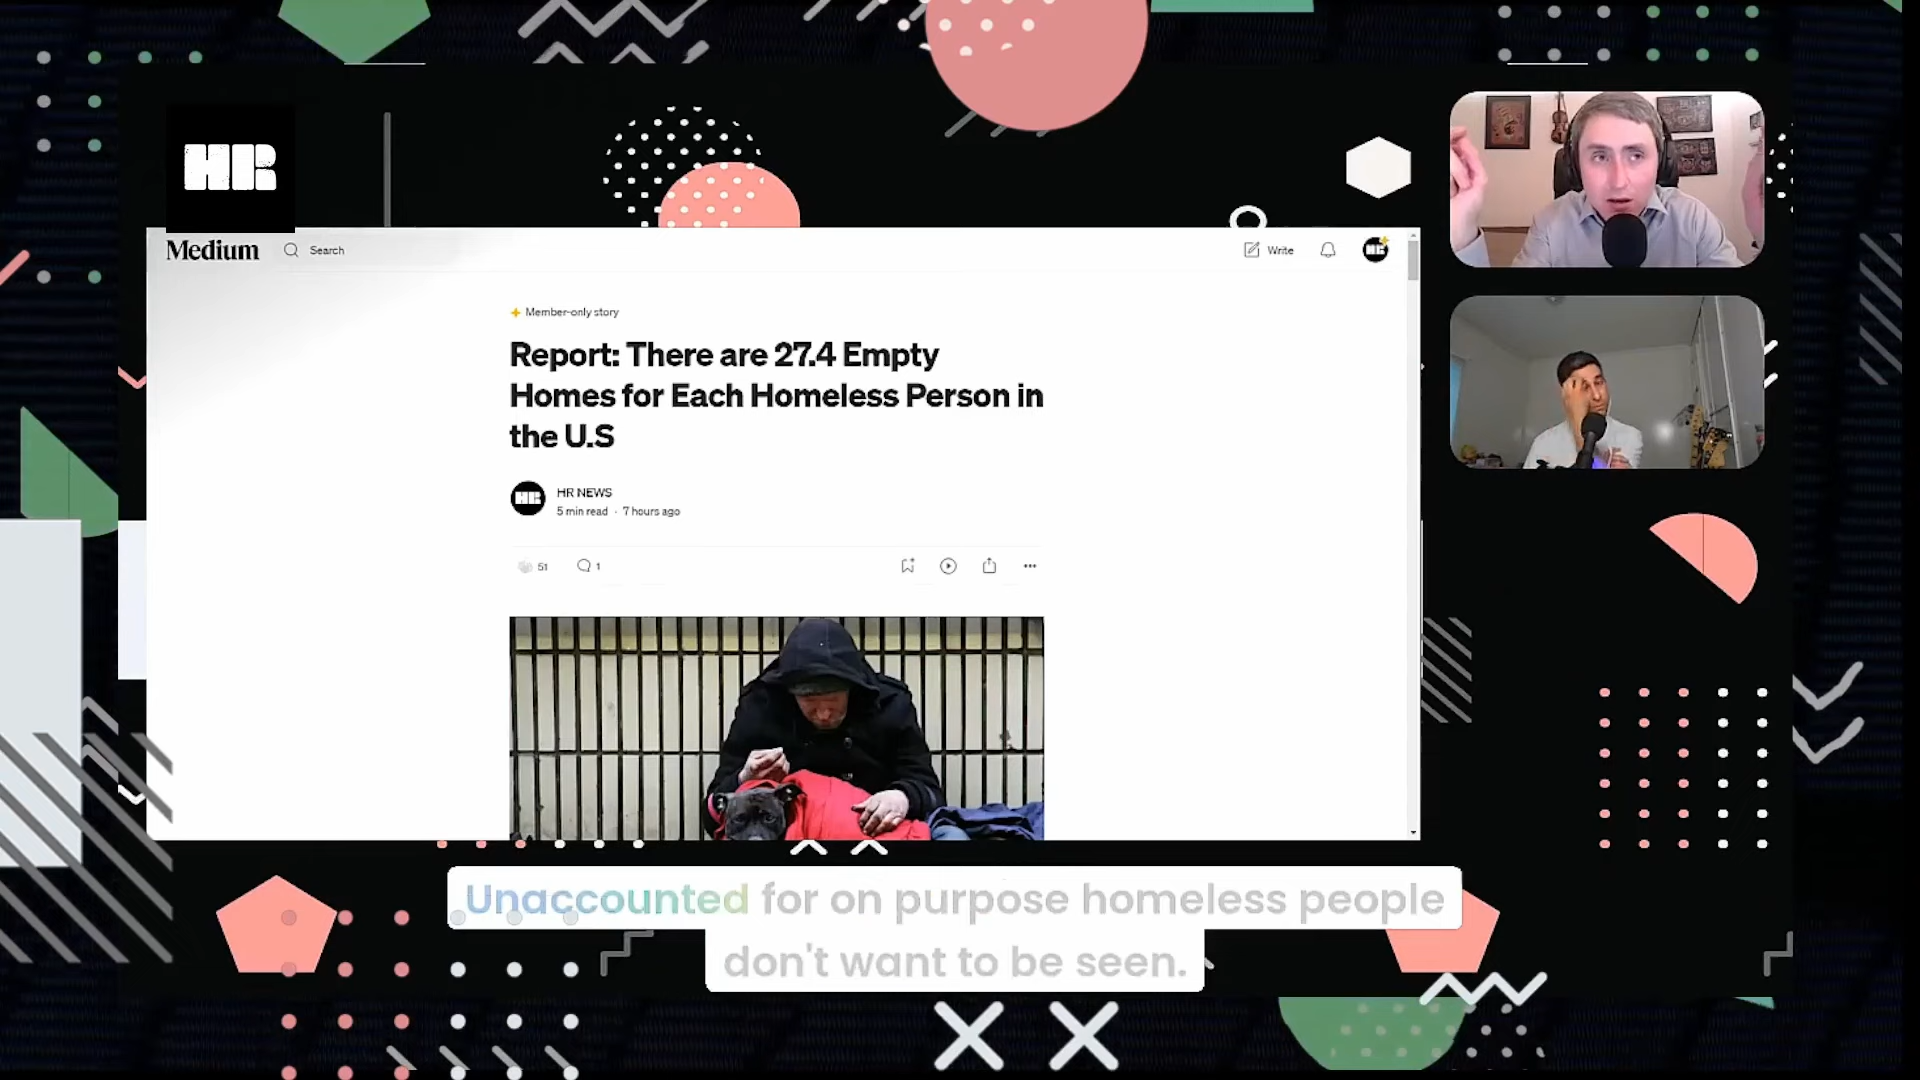 HR
Medium
Search
Write
HR
Member-only story
Report: There are 27.4 Empty
Homes for Each Homeless Person in
the U.S
HR
HR NEWS
5 min read · 7 hours ago
51
1
Unaccounted for on purpose homeless people
don't want to be seen.